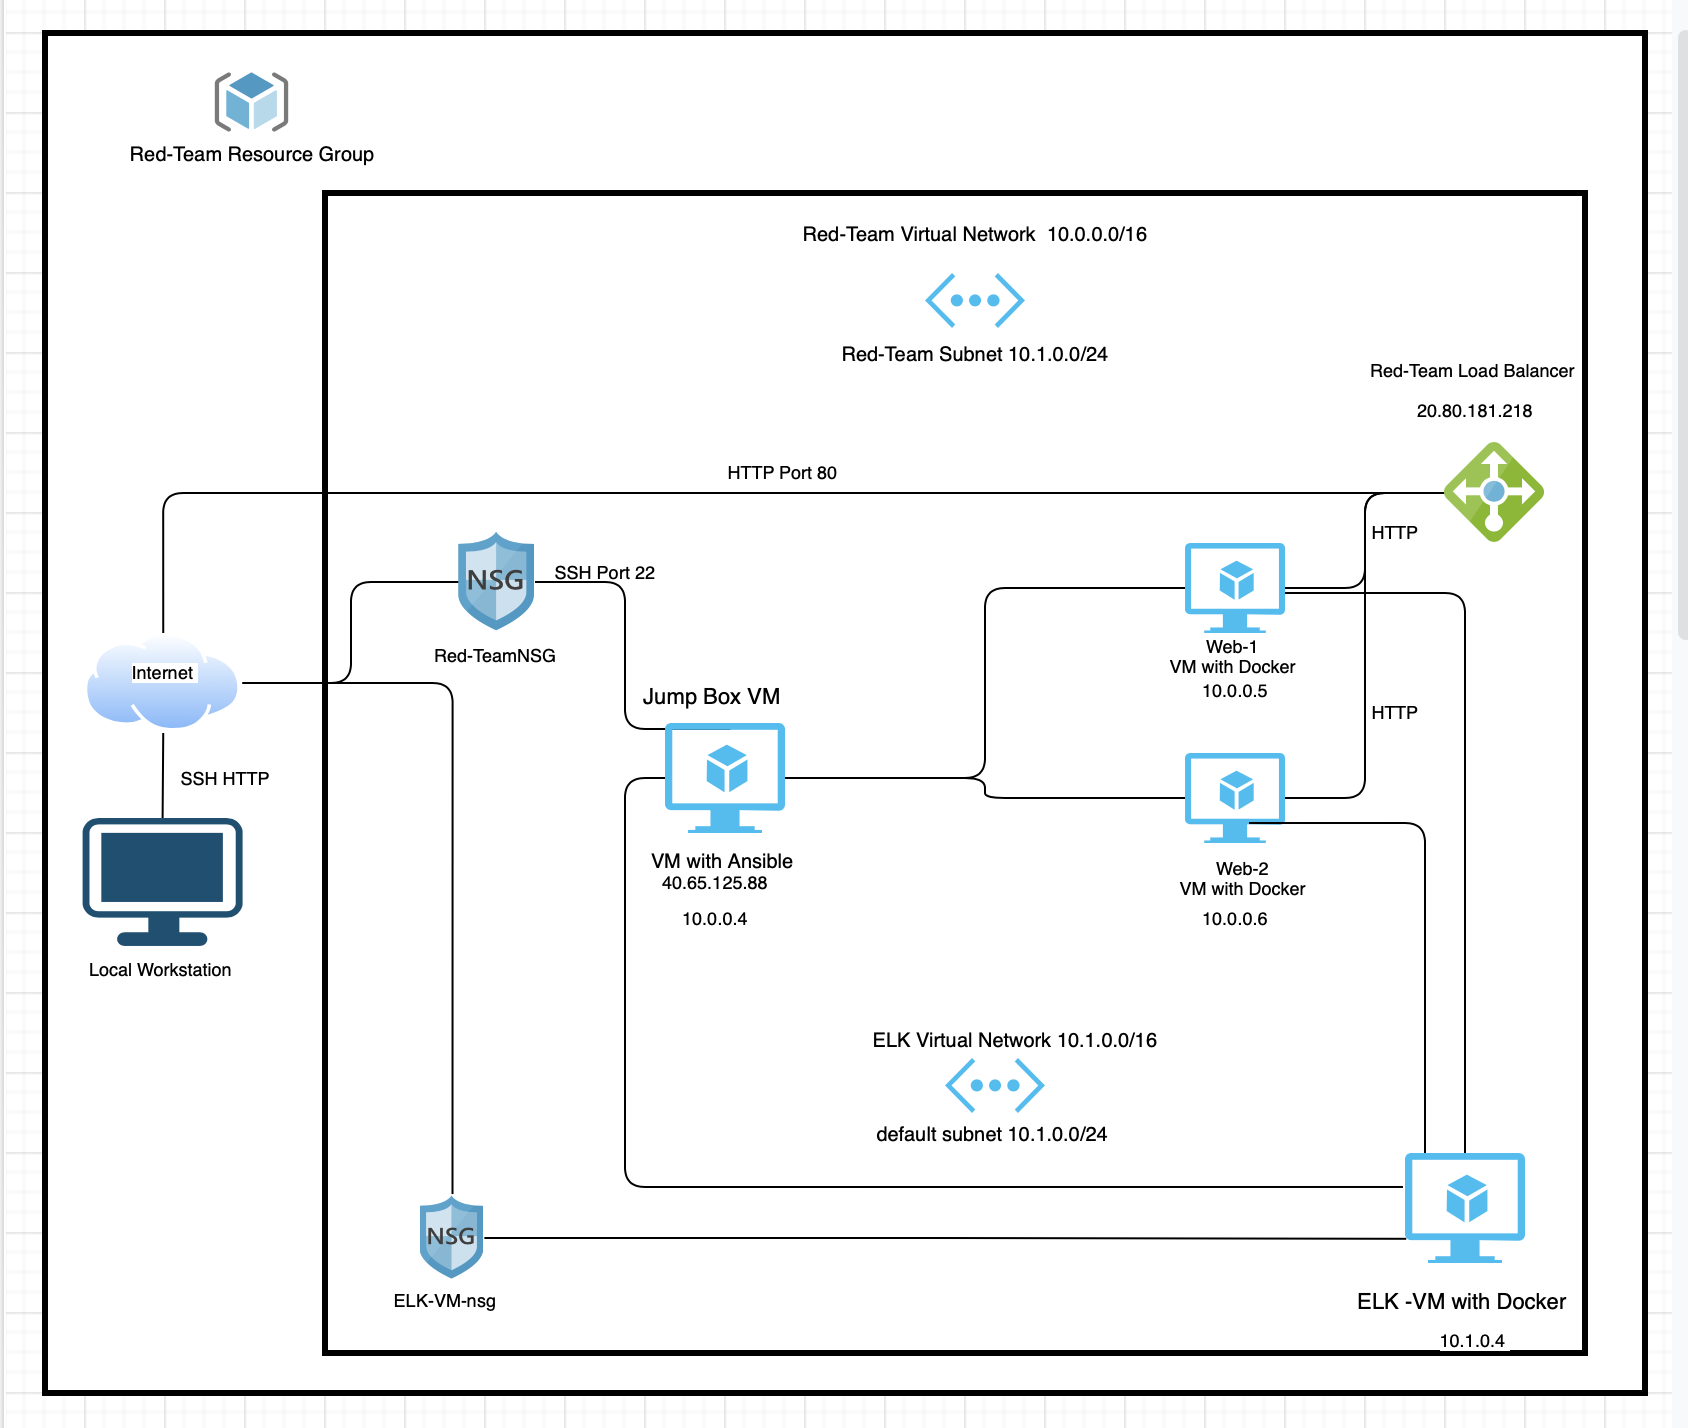 Red-Team Resource Group
Red-Team Virtual Network 10.0.0.0/16
Red-Team Subnet 10.1.0.0/24
Red-Team Load Balancer
20.80.181.218
HTTP Port 80
HTTP
NSG
SSH Port 22
Red-TeamNSG
Internet
Web-1
VM with Docker
10.0.0.5
Jump Box VM
HTTP
SSH HTTP
VM with Ansible
40.65.125.88
10.0.0.4
Web-2
VM with Docker
10.0.0.6
Local Workstation
ELK Virtual Network 10.1.0.0/16
default subnet 10.1.0.0/24
NSG
ELK-VM-nsg
ELK -VM with Docker
10.1.0.4